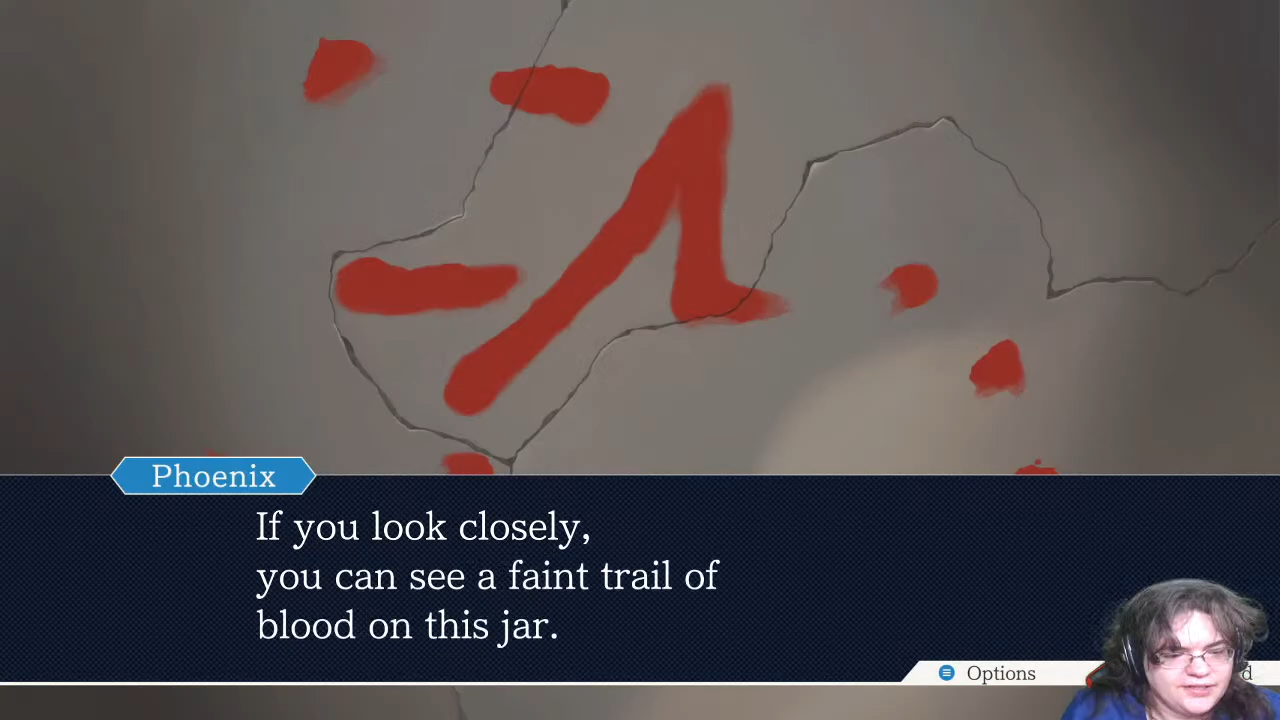 Phoenix
If you look closely,
you can see a faint trail of
blood on this jar.
Options